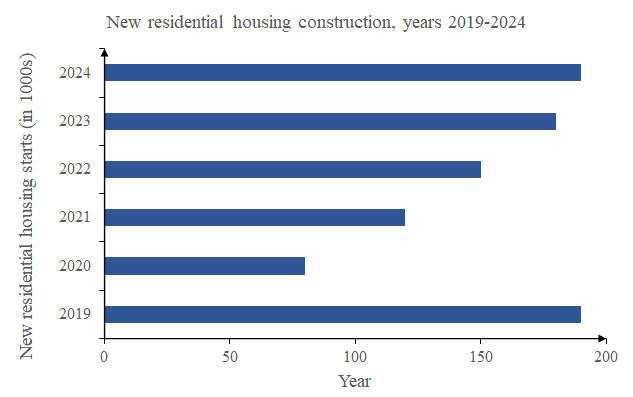 New residential housing construction, years 2019-2024
New residential housing starts (in 1000s)
2024
2023
2022
2021
2020
2019
0 50 100 150 200
Year